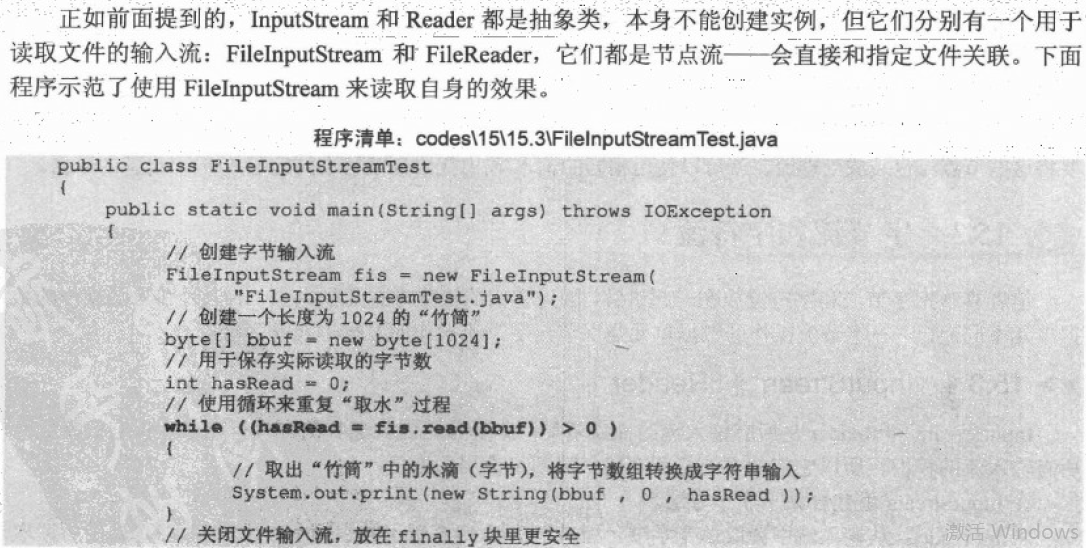 正如前面提到的，InputStream 和 Reader 都是抽象类，本身不能创建实例，但它们分别有一个用于
读取文件的输入流：FileInputStream 和 FileReader，它们都是节点流——会直接和指定文件关联。下面
程序示范了使用 FileInputStream 来读取自身的效果。
程序清单：codes\15\15.3\FileInputStreamTest.java
public class FileInputStreamTest
{
public static void main(String[] args) throws IOException
{
// 创建字节输入流
FileInputStream fis = new FileInputStream(
"FileInputStreamTest.java");
// 创建一个长度为 1024 的“竹筒”
byte[] bbuf = new byte[1024];
// 用于保存实际读取的字节数
int hasRead = 0;
// 使用循环来重复“取水”过程
while ((hasRead = fis.read(bbuf)) > 0 )
{
// 取出“竹筒”中的水滴（字节），将字节数组转换成字符串输入
System.out.print(new String(bbuf , 0 , hasRead ));
}
// 关闭文件输入流，放在 finally 块里更安全
激活 Windows